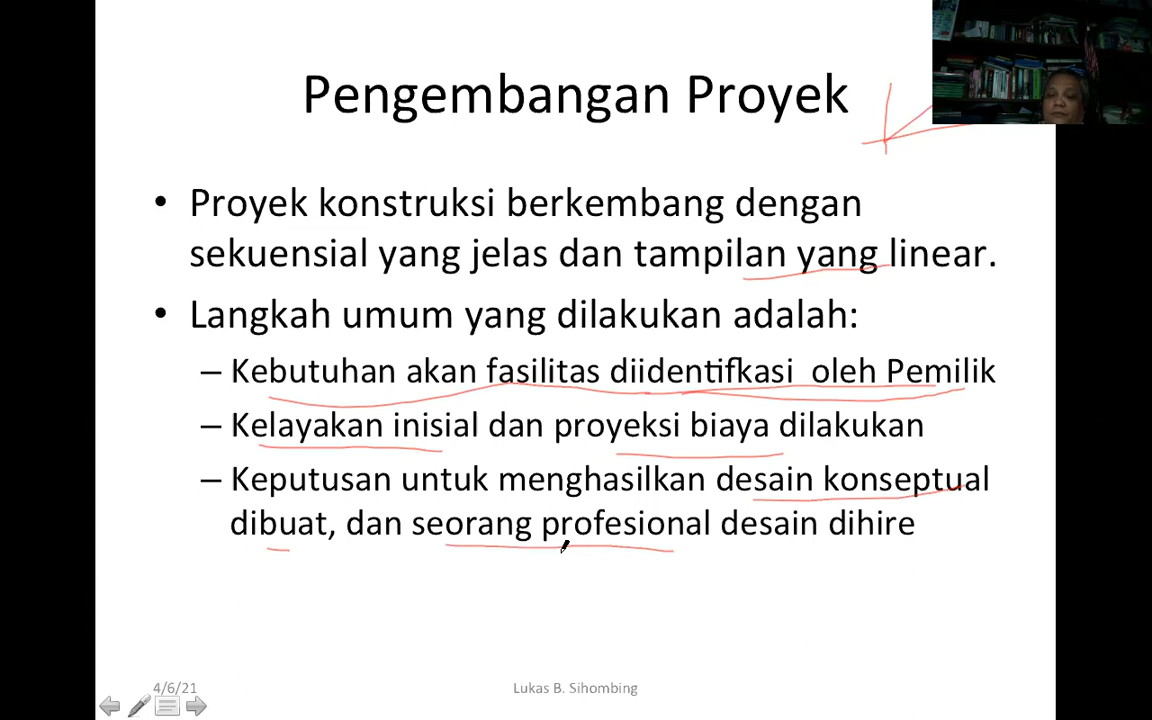 Pengembangan Proyek
• Proyek konstruksi berkembang dengan
sekuensial yang jelas dan tampilan yang linear.
• Langkah umum yang dilakukan adalah:
– Kebutuhan akan fasilitas diidentifkasi oleh Pemilik
– Kelayakan inisial dan proyeksi biaya dilakukan
– Keputusan untuk menghasilkan desain konseptual
dibuat, dan seorang profesional desain dihire
4/6/21
Lukas B. Sihombing